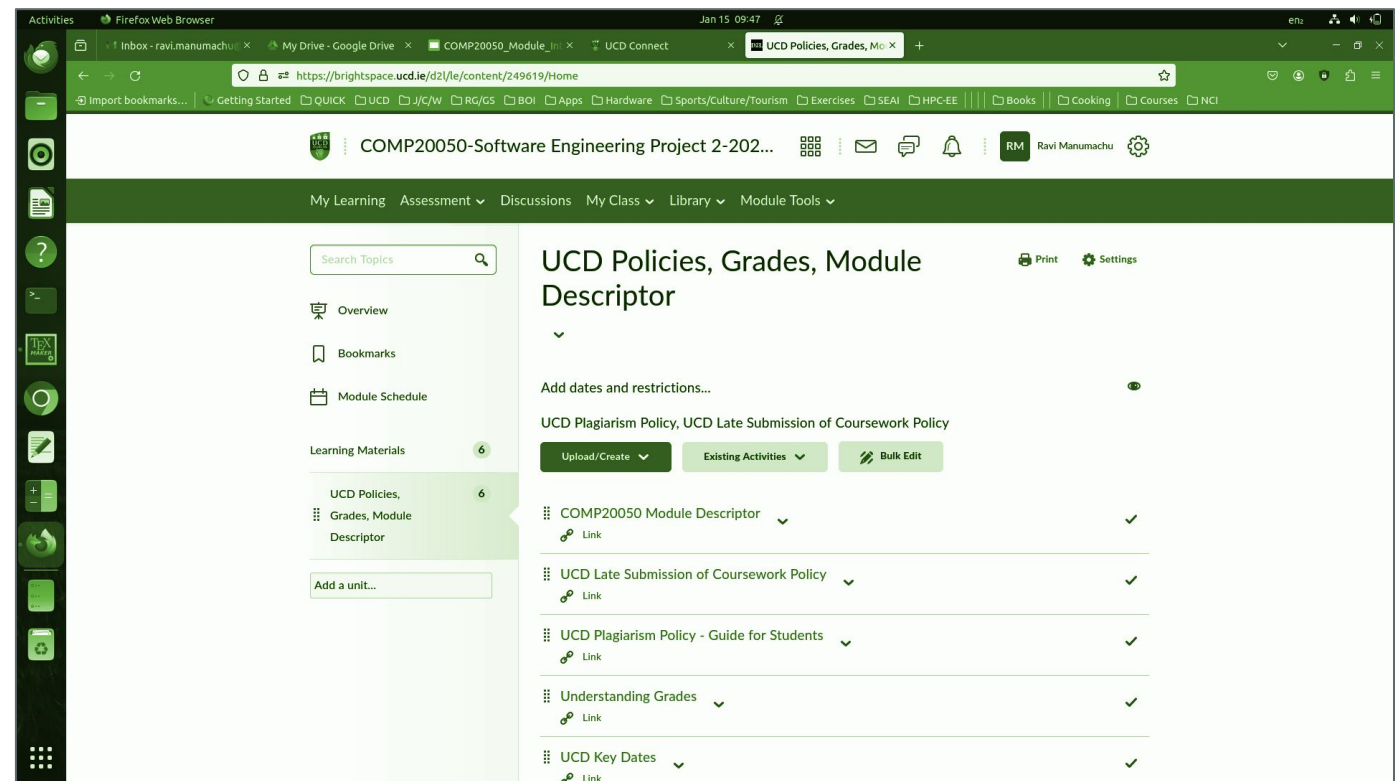 Activities Firefox Web Browser Jan 15 09:47 en₂
Inbox - ravi.manumachu@ My Drive - Google Drive COMP20050_Module_In UCD Connect UCD Policies, Grades, Mo
https://brightspace.ucd.ie/d2l/le/content/249619/Home
Import bookmarks... Getting Started QUICK UCD J/C/W RG/GS BOI Apps Hardware Sports/Culture/Tourism Exercises SEAI HPC-EE |||| Books || Cooking | Courses NCI
UCD COMP20050-Software Engineering Project 2-202... RM Ravi Manumachu
My Learning Assessment Discussions My Class Library Module Tools
Search Topics
Overview
Bookmarks
Module Schedule
Learning Materials 6
UCD Policies, Grades, Module Descriptor 6
Add a unit...
UCD Policies, Grades, Module
Descriptor
Print Settings
Add dates and restrictions...
UCD Plagiarism Policy, UCD Late Submission of Coursework Policy
Upload/Create Existing Activities Bulk Edit
COMP20050 Module Descriptor
Link
UCD Late Submission of Coursework Policy
Link
UCD Plagiarism Policy - Guide for Students
Link
Understanding Grades
Link
UCD Key Dates
Link
TEX
MAKER